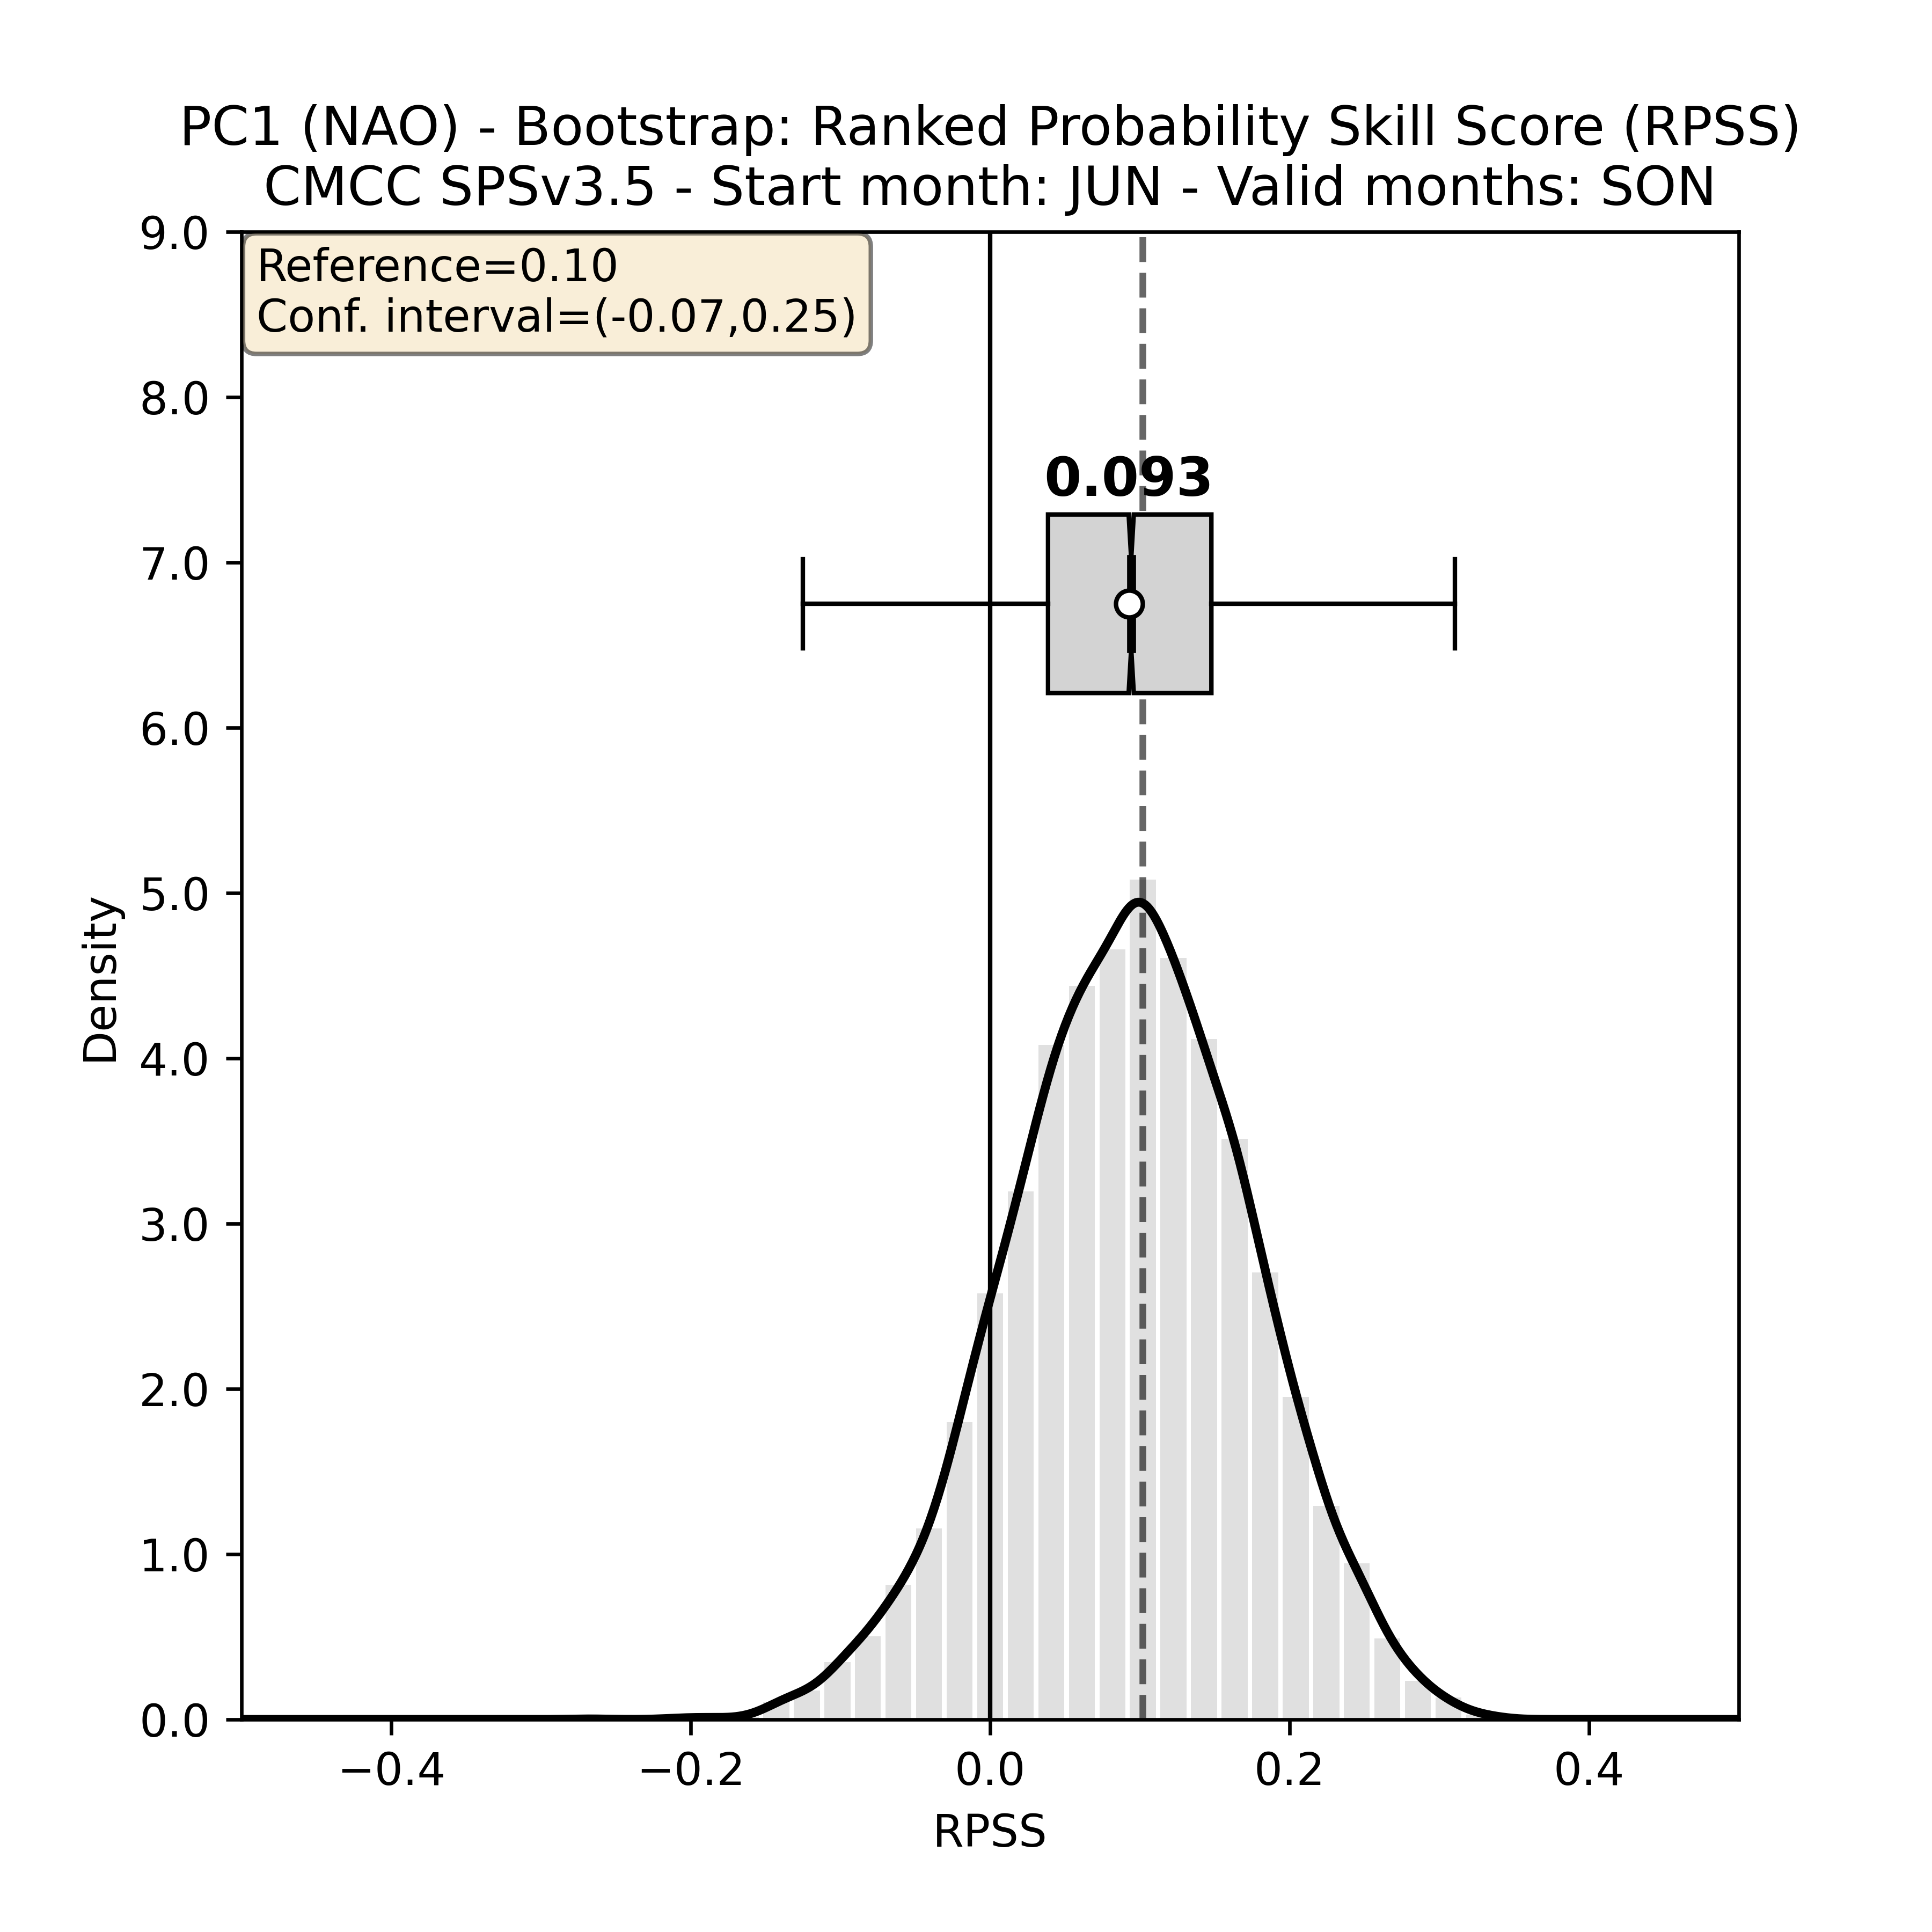 PC1 (NAO) - Bootstrap: Ranked Probability Skill Score (RPSS)
CMCC SPSv3.5 - Start month: JUN - Valid months: SON
Reference=0.10
Conf. interval=(-0.07,0.25)
0.093
9.0
8.0
7.0
6.0
5.0
4.0
3.0
2.0
1.0
0.0
Density
−0.4
−0.2
0.0
0.2
0.4
RPSS